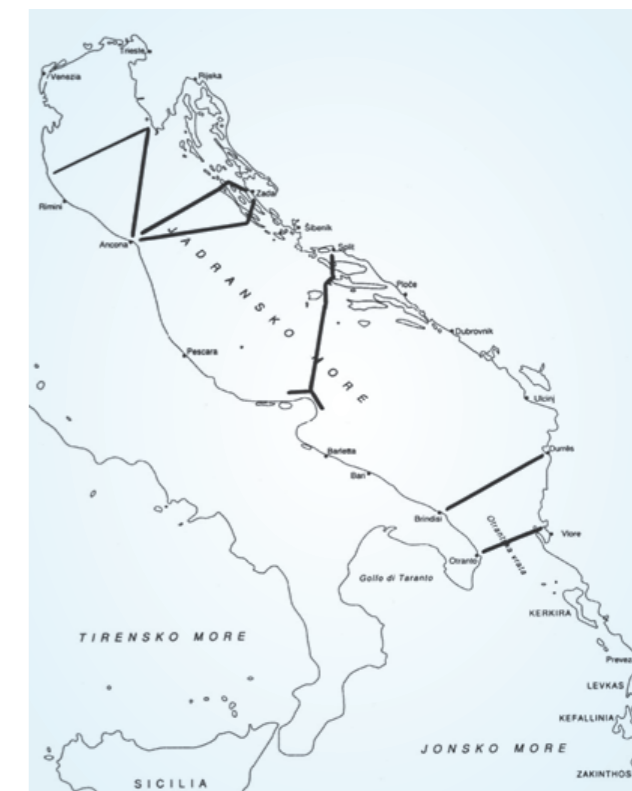 Trieste
Venezia
Rijeka
Rimini
Zadar
Ancona
Šibenik
Split
JADRANSKO MORE
Ploče
Dubrovnik
Pescara
Ulcinj
Barletta
Durrës
Bari
Brindisi
Otrantska vrata
Vlore
Otranto
Golfo di Taranto
KERKIRA
TIRENSKO MORE
Prevez
LEVKAS
KEFALLINIA
JONSKO MORE
ZAKINTHOS
SICILIA